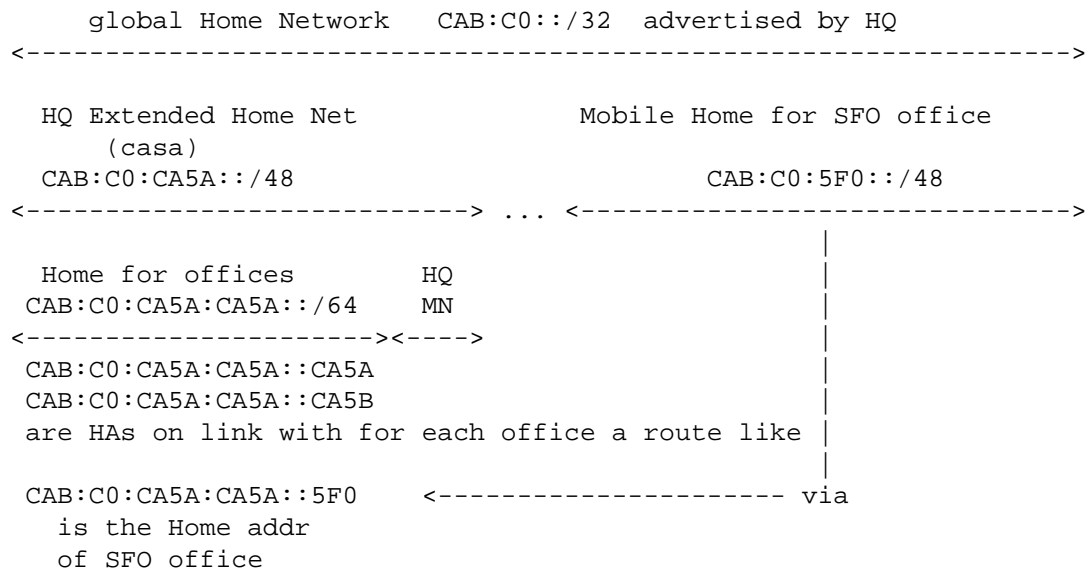 global Home Network CAB:C0::/32 advertised by HQ
<-------------------------------------------------------------------->
HQ Extended Home Net Mobile Home for SFO office
(casa)
CAB:C0:CA5A::/48 CAB:C0:5F0::/48
<----------------------------> ... <-------------------------------->
|
Home for offices HQ |
CAB:C0:CA5A:CA5A::/64 MN |
<-----------------------><----> |
CAB:C0:CA5A:CA5A::CA5A |
CAB:C0:CA5A:CA5A::CA5B |
are HAs on link with for each office a route like |
|
CAB:C0:CA5A:CA5A::5F0 <---------------------- via
is the Home addr
of SFO office